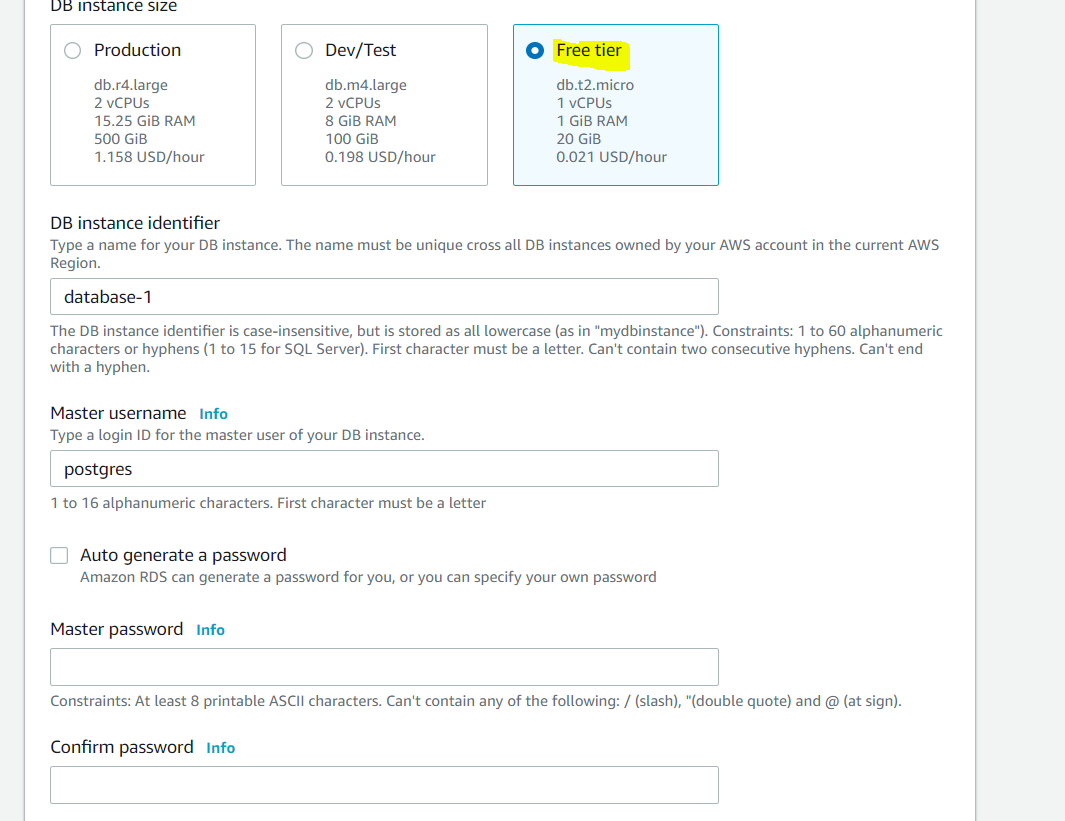 DB instance size
Production
db.r4.large
2 vCPUs
15.25 GiB RAM
500 GiB
1.158 USD/hour
Dev/Test
db.m4.large
2 vCPUs
8 GiB RAM
100 GiB
0.198 USD/hour
Free tier
db.t2.micro
1 vCPUs
1 GiB RAM
20 GiB
0.021 USD/hour
DB instance identifier
Type a name for your DB instance. The name must be unique cross all DB instances owned by your AWS account in the current AWS
Region.
database-1
The DB instance identifier is case-insensitive, but is stored as all lowercase (as in "mydbinstance"). Constraints: 1 to 60 alphanumeric
characters or hyphens (1 to 15 for SQL Server). First character must be a letter. Can't contain two consecutive hyphens. Can't end
with a hyphen.
Master username Info
Type a login ID for the master user of your DB instance.
postgres
1 to 16 alphanumeric characters. First character must be a letter
Auto generate a password
Amazon RDS can generate a password for you, or you can specify your own password
Master password Info
Constraints: At least 8 printable ASCII characters. Can't contain any of the following: / (slash), "(double quote) and @ (at sign).
Confirm password Info